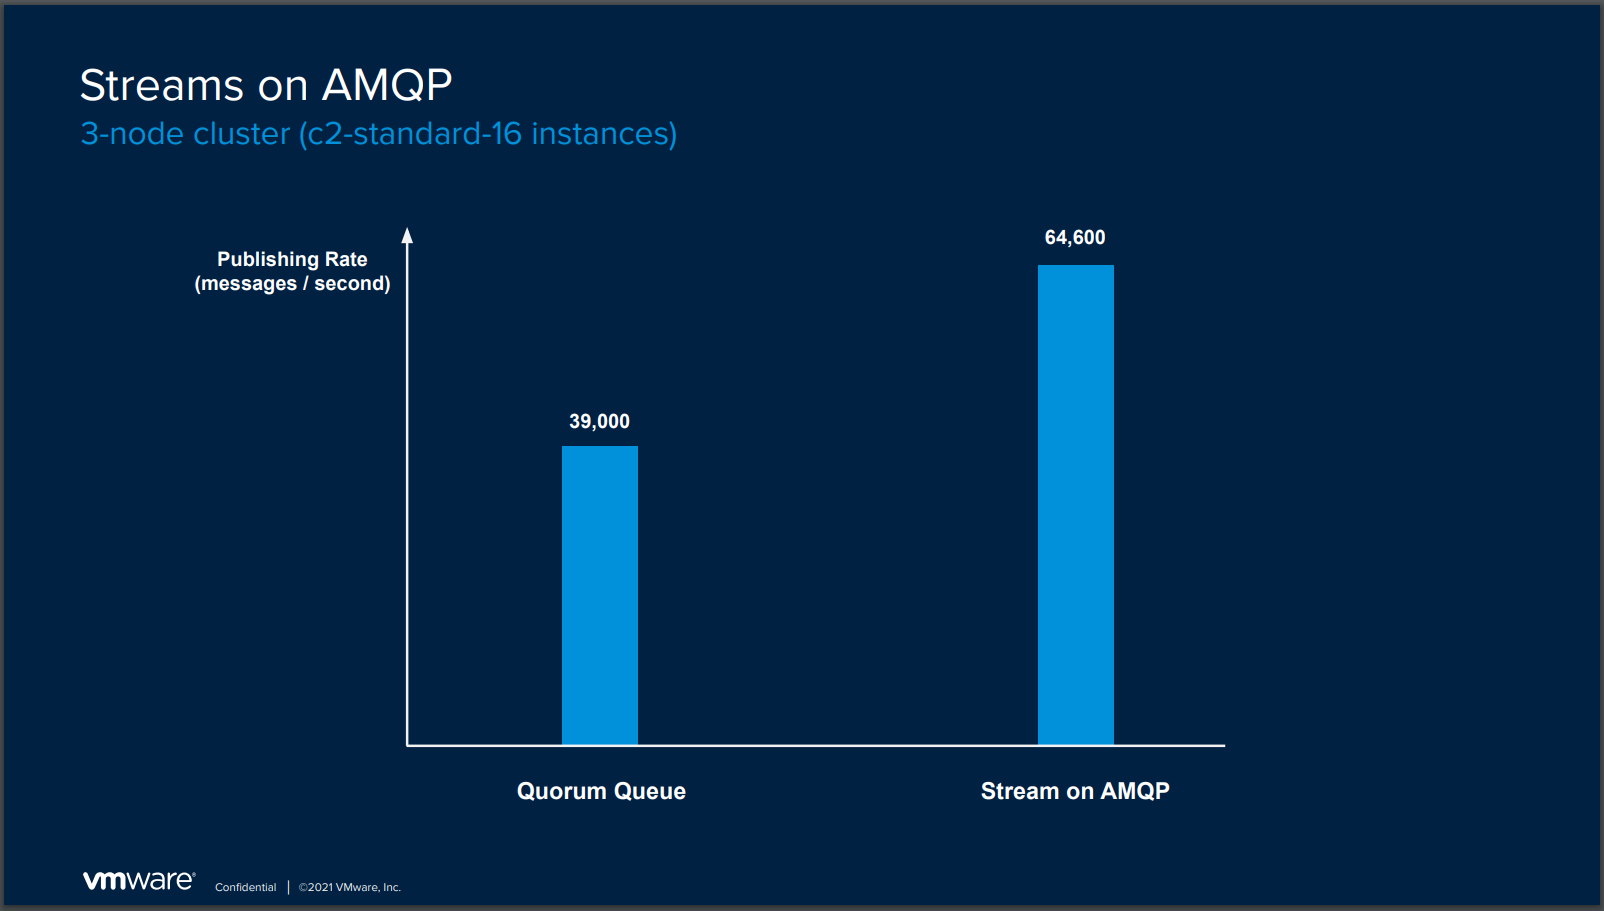 Streams on AMQP
3-node cluster (c2-standard-16 instances)
Publishing Rate
(messages / second)
64,600
39,000
Quorum Queue
Stream on AMQP
vmware®
Confidential | ©2021 VMware, Inc.